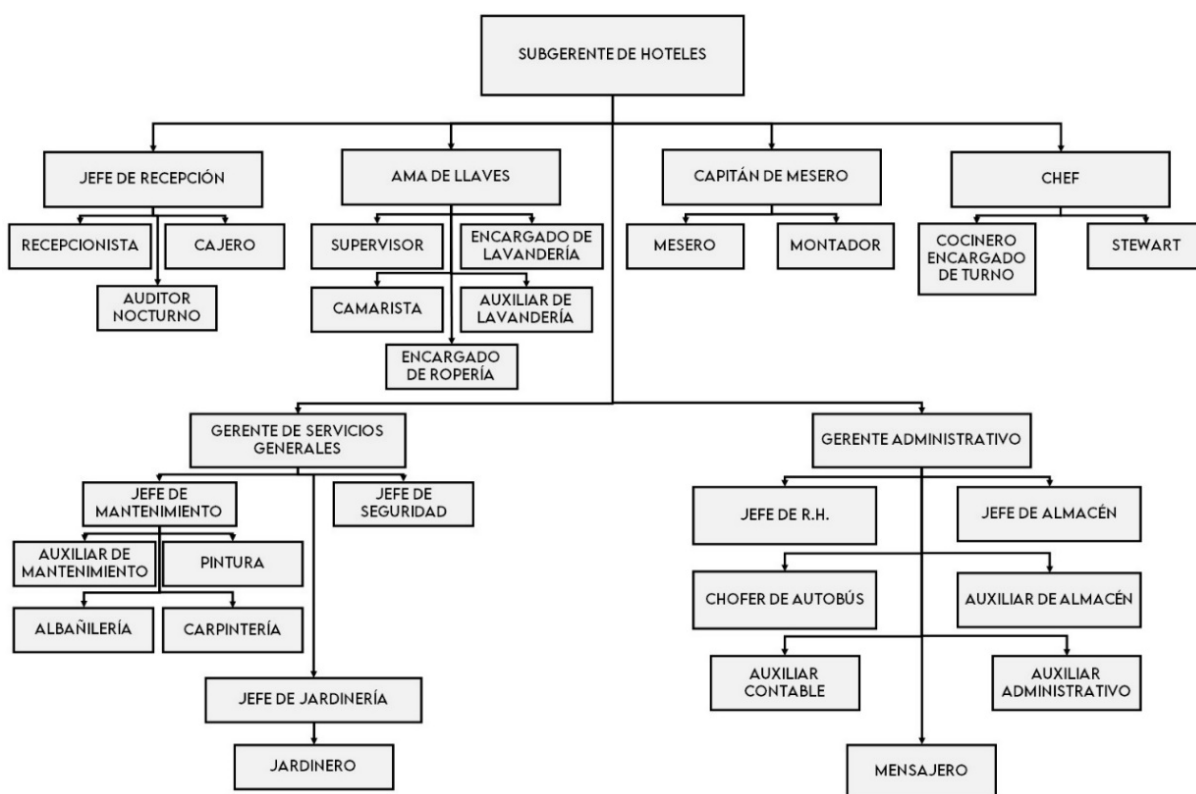 SUBGERENTE DE HOTELES
JEFE DE RECEPCIÓN
AMA DE LLAVES
CAPITÁN DE MESERO
CHEF
RECEPCIONISTA
CAJERO
SUPERVISOR
ENCARGADO DE
LAVANDERÍA
MESERO
MONTADOR
COCINERO
ENCARGADO
DE TURNO
STEWART
AUDITOR
NOCTURNO
CAMARISTA
AUXILIAR DE
LAVANDERÍA
ENCARGADO
DE ROPERÍA
GERENTE DE SERVICIOS
GENERALES
GERENTE ADMINISTRATIVO
JEFE DE
MANTENIMIENTO
JEFE DE
SEGURIDAD
JEFE DE R.H.
JEFE DE ALMACÉN
AUXILIAR DE
MANTENIMIENTO
PINTURA
CHOFER DE AUTOBÚS
AUXILIAR DE ALMACÉN
ALBAÑILERÍA
CARPINTERÍA
AUXILIAR
CONTABLE
AUXILIAR
ADMINISTRATIVO
JEFE DE JARDINERÍA
JARDINERO
MENSAJERO